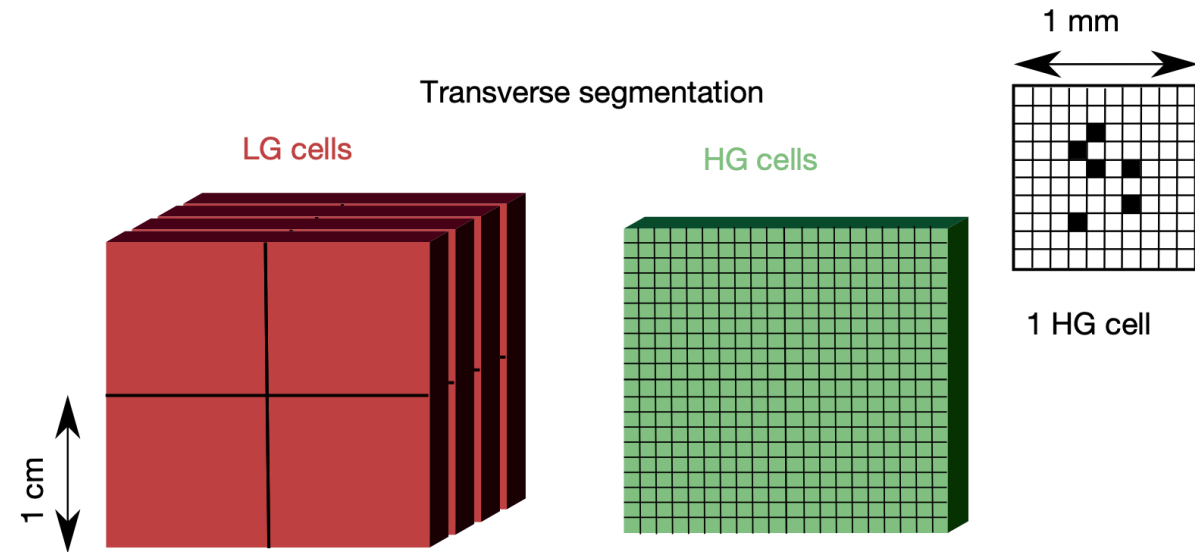 1 mm
Transverse segmentation
LG cells
HG cells
1 HG cell
1 cm